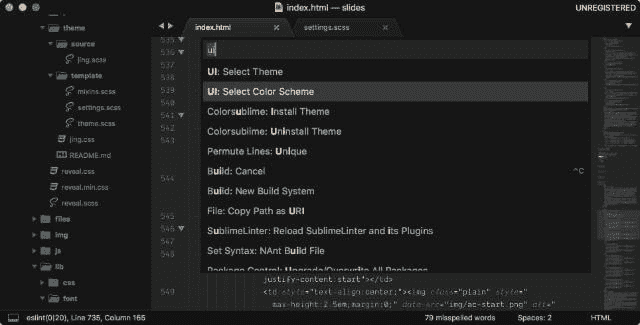 index.html — slides
UNREGISTERED
theme
source
jing.scss
template
mixins.scss
settings.scss
theme.scss
jing.css
README.md
reveal.css
reveal.min.css
reveal.scss
files
img
js
lib
css
font
index.html
settings.scss
535
536
537
538
539
540
541
542
543
544
545
546
547
548
549
ui
UI: Select Theme
UI: Select Color Scheme
Colorsublime: Install Theme
Colorsublime: Uninstall Theme
Permute Lines: Unique
Build: Cancel ^C
Build: New Build System
File: Copy Path as URI
SublimeLinter: Reload SublimeLinter and its Plugins
Set Syntax: NAnt Build File
Package Control: Upgrade/Overwrite All Packages
justify-content:start"></td>
<td style="text-align:center;"><img class="plain" style="
max-height:2.5em;margin:0;" data-src="img/ac-start.png" alt="
eslint(0|20), Line 735, Column 165
79 misspelled words
Spaces: 2
HTML